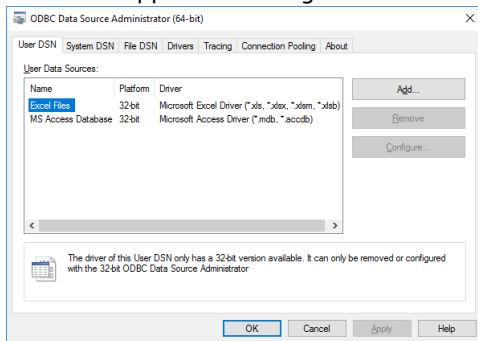 ODBC Data Source Administrator (64-bit)
User DSN System DSN File DSN Drivers Tracing Connection Pooling About
User Data Sources:
Name Platform Driver
Excel Files 32-bit Microsoft Excel Driver (*.xls, *.xlsx, *.xlsm, *.xlsb)
MS Access Database 32-bit Microsoft Access Driver (*.mdb, *.accdb)
Add...
Remove
Configure...
The driver of this User DSN only has a 32-bit version available. It can only be removed or configured
with the 32-bit ODBC Data Source Administrator
OK Cancel Apply Help